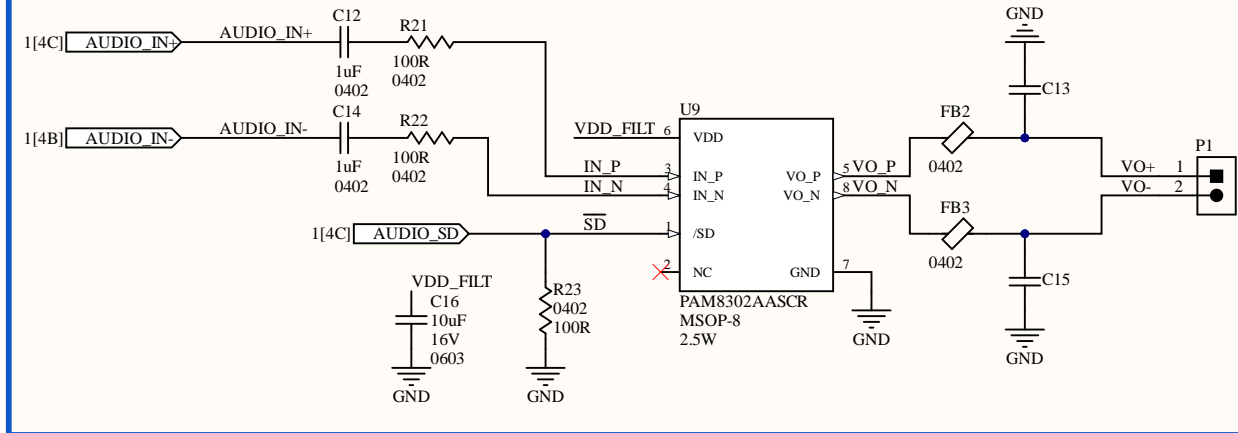 GND
C12
AUDIO_IN+
R21
1[4C]
AUDIO_IN+
1uF
0402
100R
0402
C13
C14
AUDIO_IN-
R22
1[4B]
AUDIO_IN-
1uF
0402
100R
0402
U9
FB2
0402
VDD_FILT 6 VDD
IN_P 3 IN_P
IN_N 4 IN_N
VO_P 5 VO_P
VO_N 8 VO_N
P1
VO+ 1
VO- 2
1[4C]
AUDIO_SD
SD
1 /SD
2 NC
GND 7
FB3
0402
C15
GND
GND
PAM8302AASCR
MSOP-8
2.5W
VDD_FILT
C16
10uF
16V
0603
GND
R23
0402
100R
GND